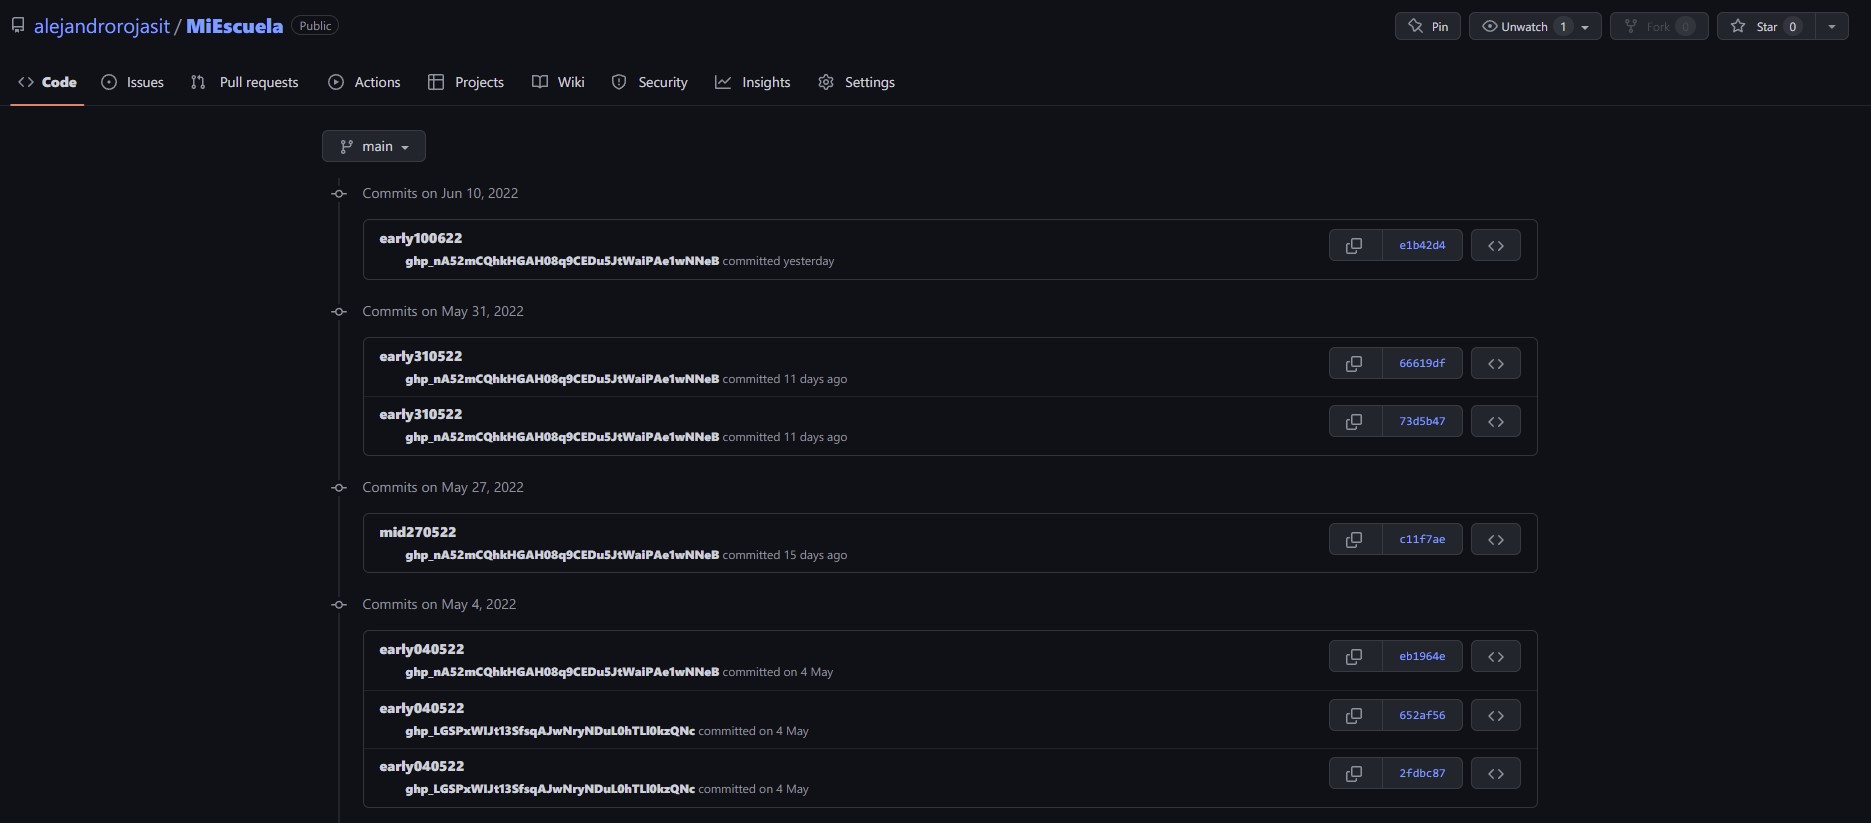 alejandrorojasit / MiEscuela Public
Pin Unwatch 1 Fork 0 Star 0
Code Issues Pull requests Actions Projects Wiki Security Insights Settings
main
Commits on Jun 10, 2022
early100622
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 committed yesterday
e1b42d4
Commits on May 31, 2022
early310522
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 committed 11 days ago
66619df
early310522
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 committed 11 days ago
73d5b47
Commits on May 27, 2022
mid270522
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 committed 15 days ago
c11f7ae
Commits on May 4, 2022
early040522
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 committed on 4 May
eb1964e
early040522
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 committed on 4 May
652af56
early040522
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 committed on 4 May
2fdbc87